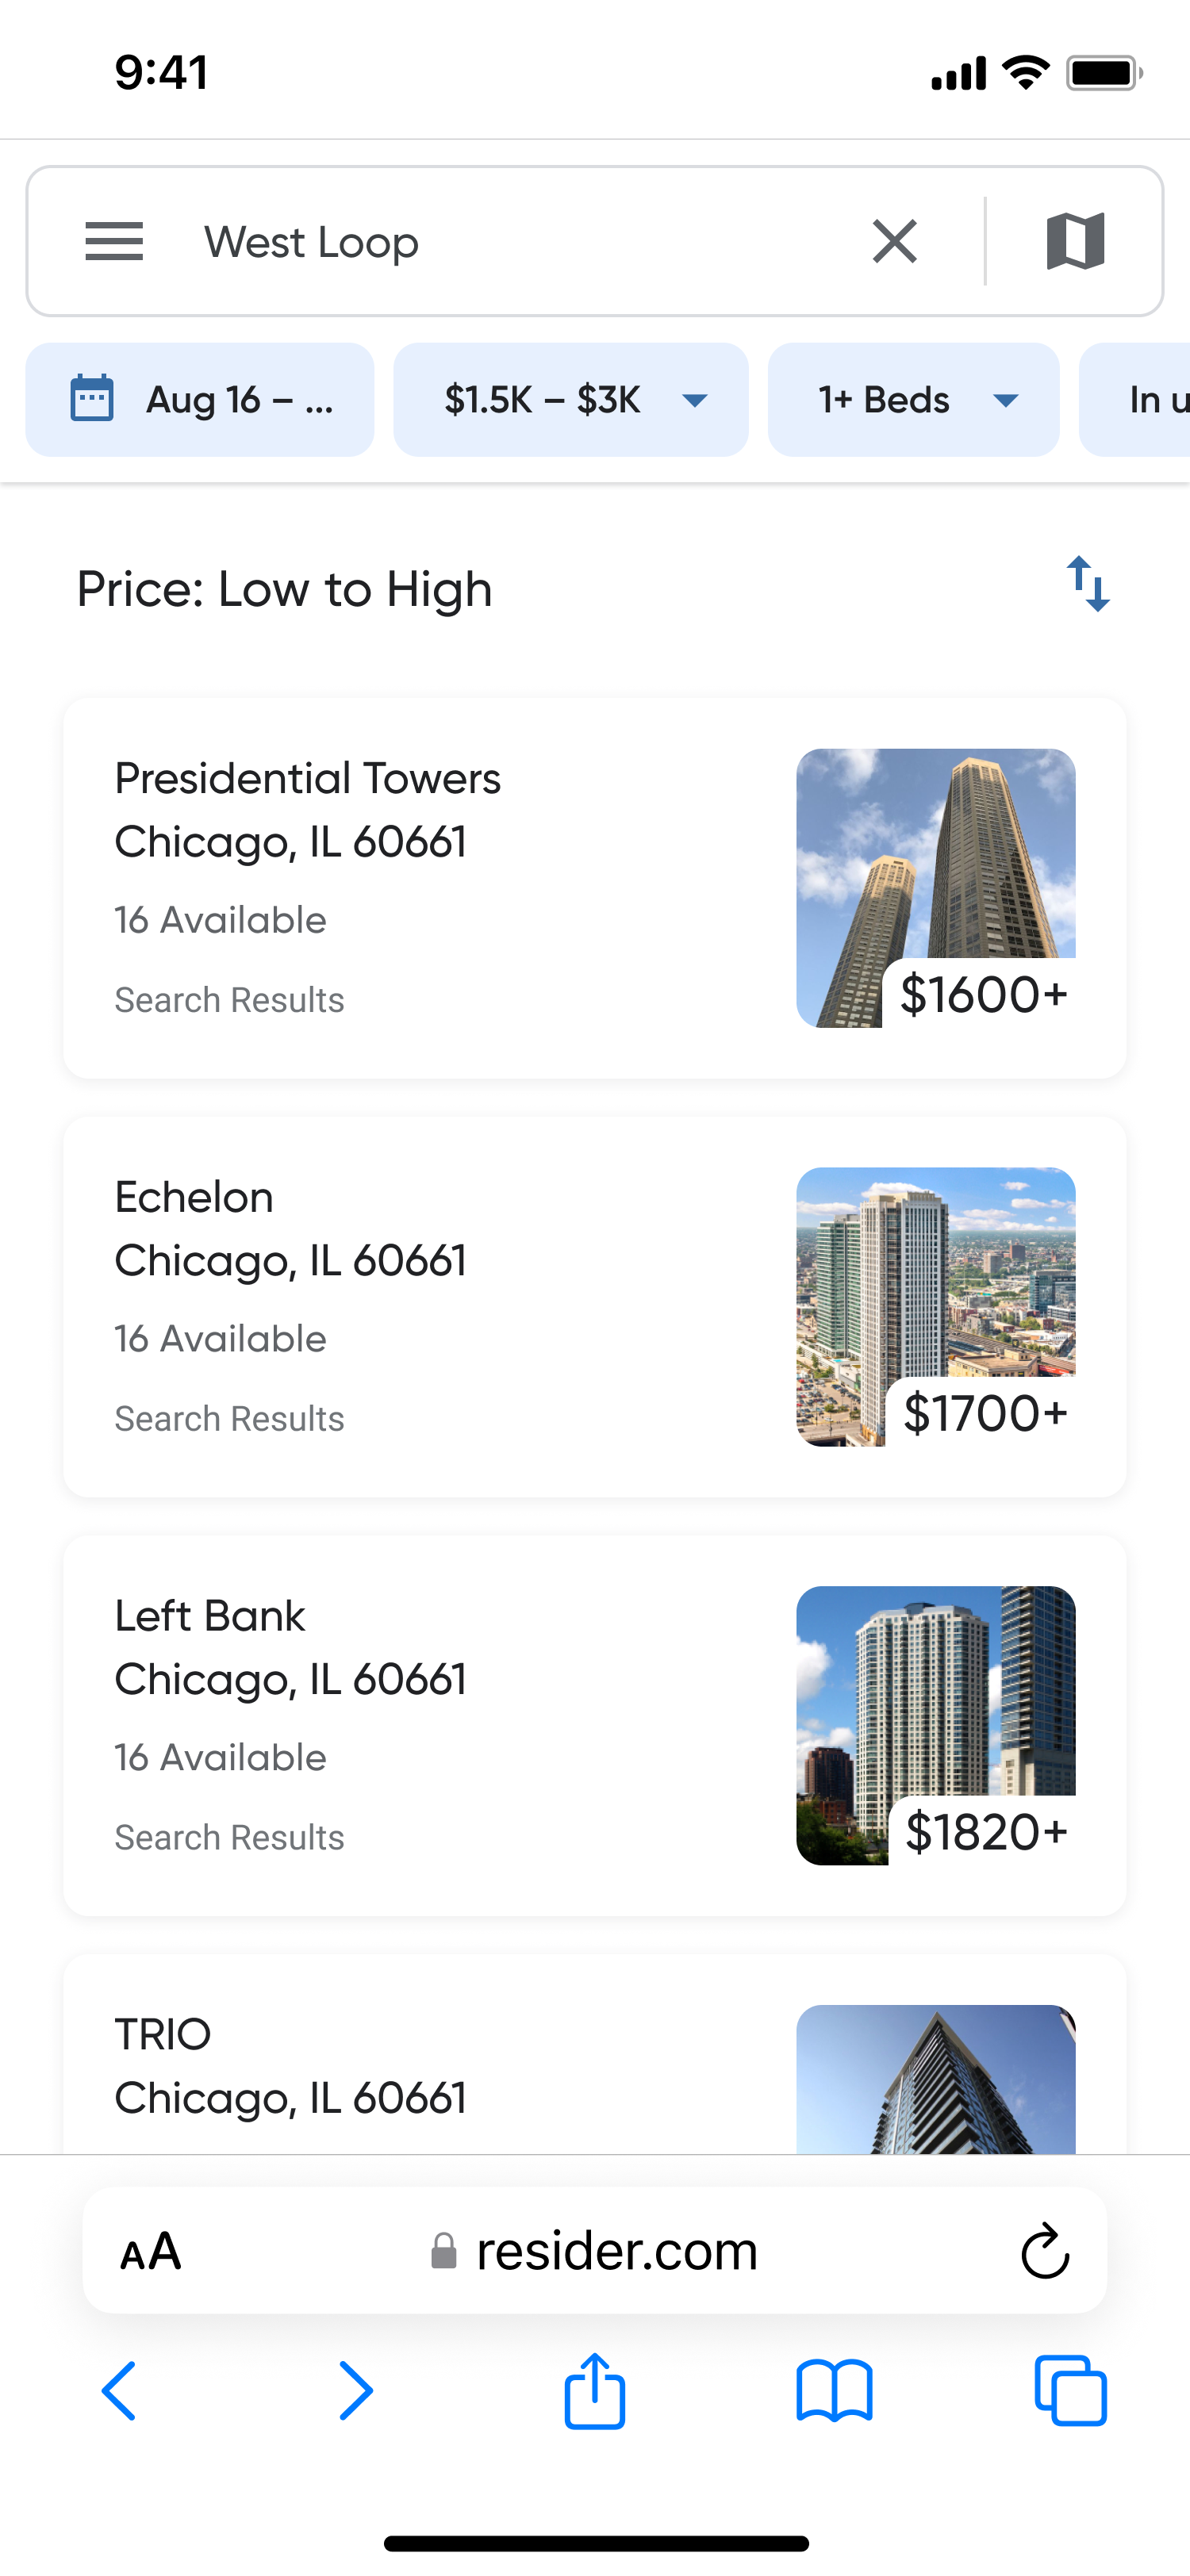 9:41
West Loop
Aug 16 – ...
$1.5K – $3K
1+ Beds
In u
Price: Low to High
Presidential Towers
Chicago, IL 60661
16 Available
Search Results
$1600+
Echelon
Chicago, IL 60661
16 Available
Search Results
$1700+
Left Bank
Chicago, IL 60661
16 Available
Search Results
$1820+
TRIO
Chicago, IL 60661
AA
resider.com